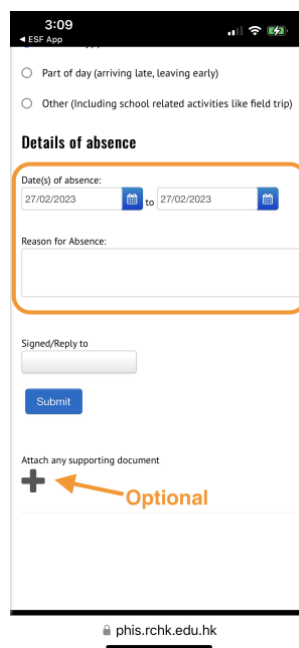 3:09
ESF App
Part of day (arriving late, leaving early)
Other (Including school related activities like field trip)
Details of absence
Date(s) of absence:
27/02/2023 to 27/02/2023
Reason for Absence:
Signed/Reply to
Submit
Attach any supporting document
Optional
phis.rchk.edu.hk